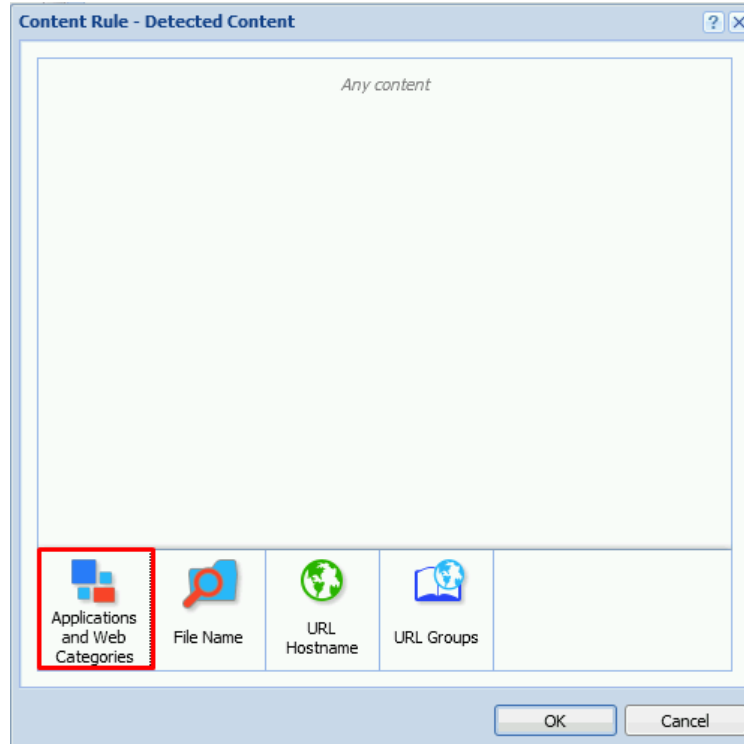 Content Rule - Detected Content
Any content
Applications
and Web
Categories
File Name
URL
Hostname
URL Groups
OK
Cancel